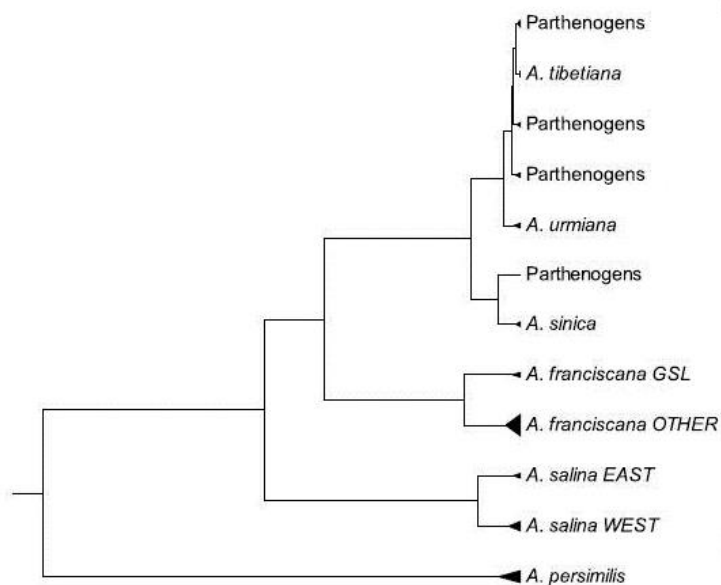 Parthenogens
A. tibetiana
Parthenogens
Parthenogens
A. urmiana
Parthenogens
A. sinica
A. franciscana GSL
A. franciscana OTHER
A. salina EAST
A. salina WEST
A. persimilis